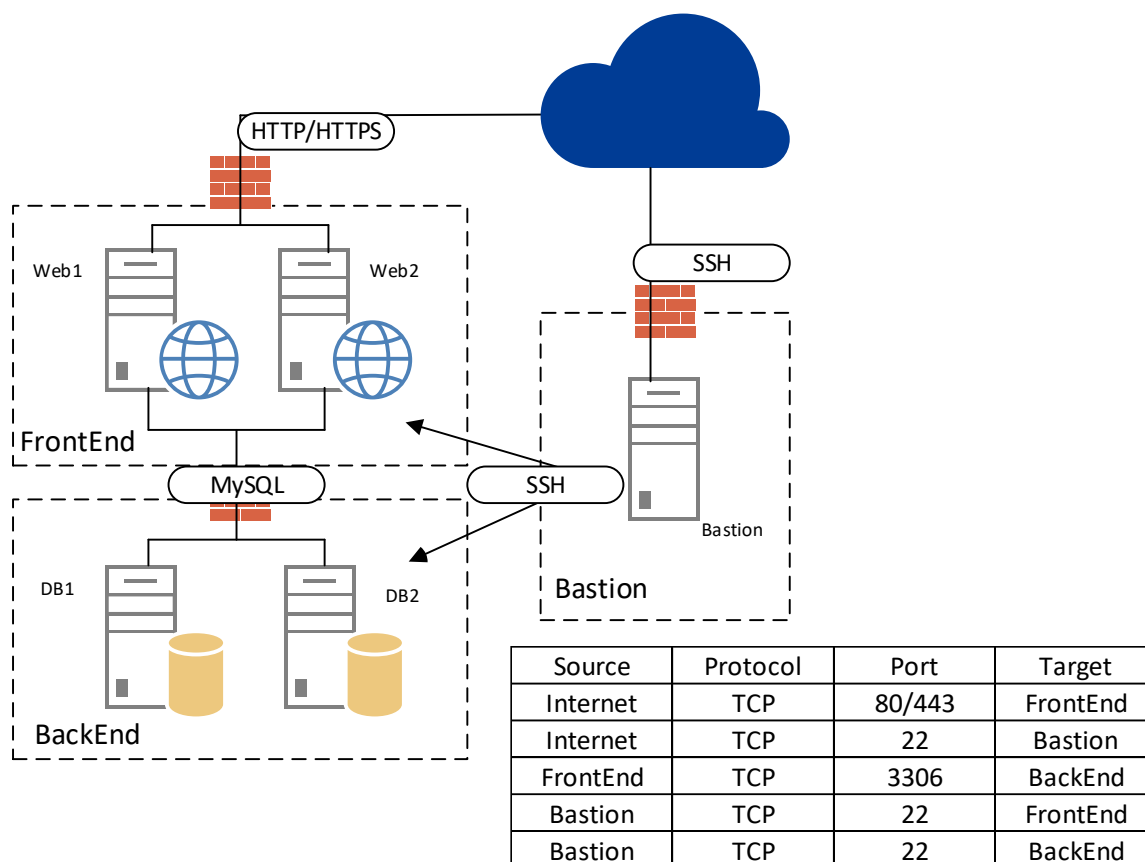 HTTP/HTTPS
SSH
Web1
Web2
FrontEnd
MySQL
SSH
Bastion
Bastion
DB1
DB2
BackEnd
Source Protocol Port Target
Internet TCP 80/443 FrontEnd
Internet TCP 22 Bastion
FrontEnd TCP 3306 BackEnd
Bastion TCP 22 FrontEnd
Bastion TCP 22 BackEnd